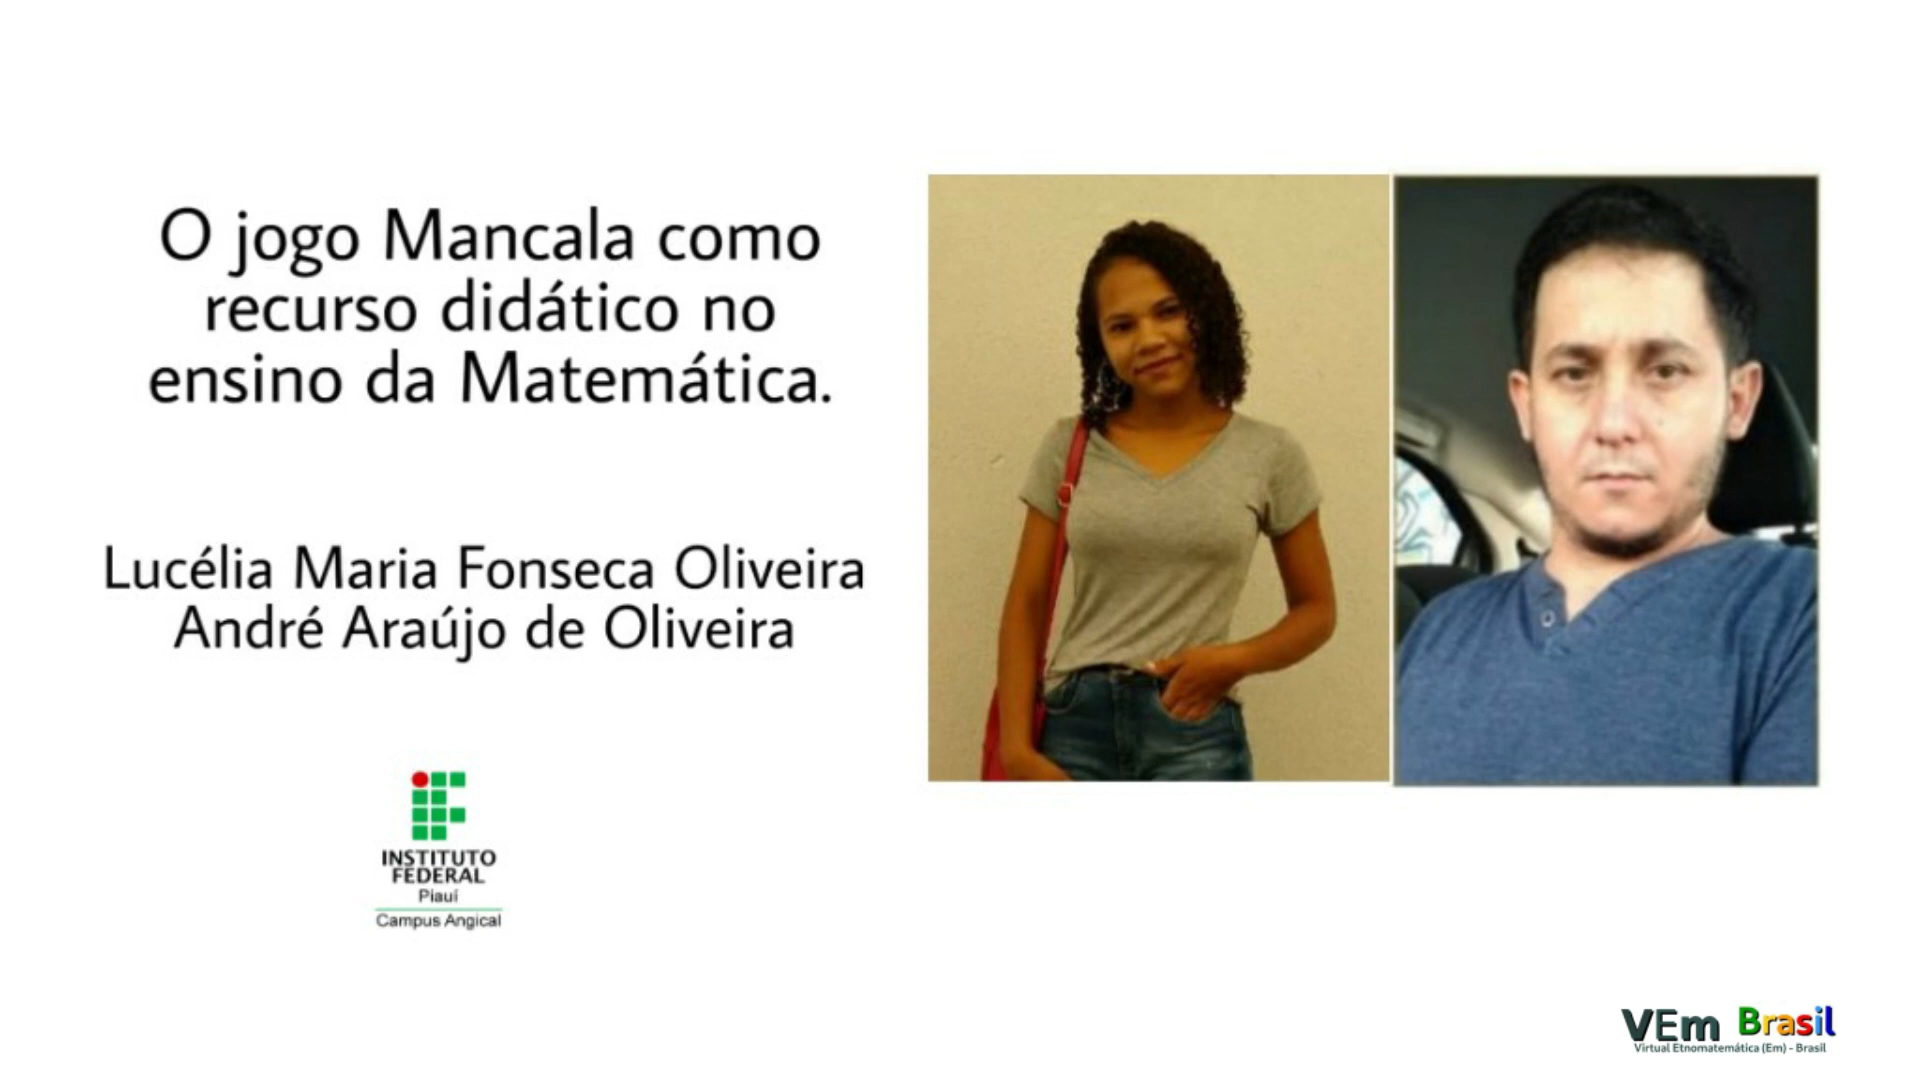 O jogo Mancala como
recurso didático no
ensino da Matemática.
Lucélia Maria Fonseca Oliveira
André Araújo de Oliveira
INSTITUTO
FEDERAL
Piauí
Campus Angical
VEm Brasil
Virtual Etnomatemática (Em) - Brasil